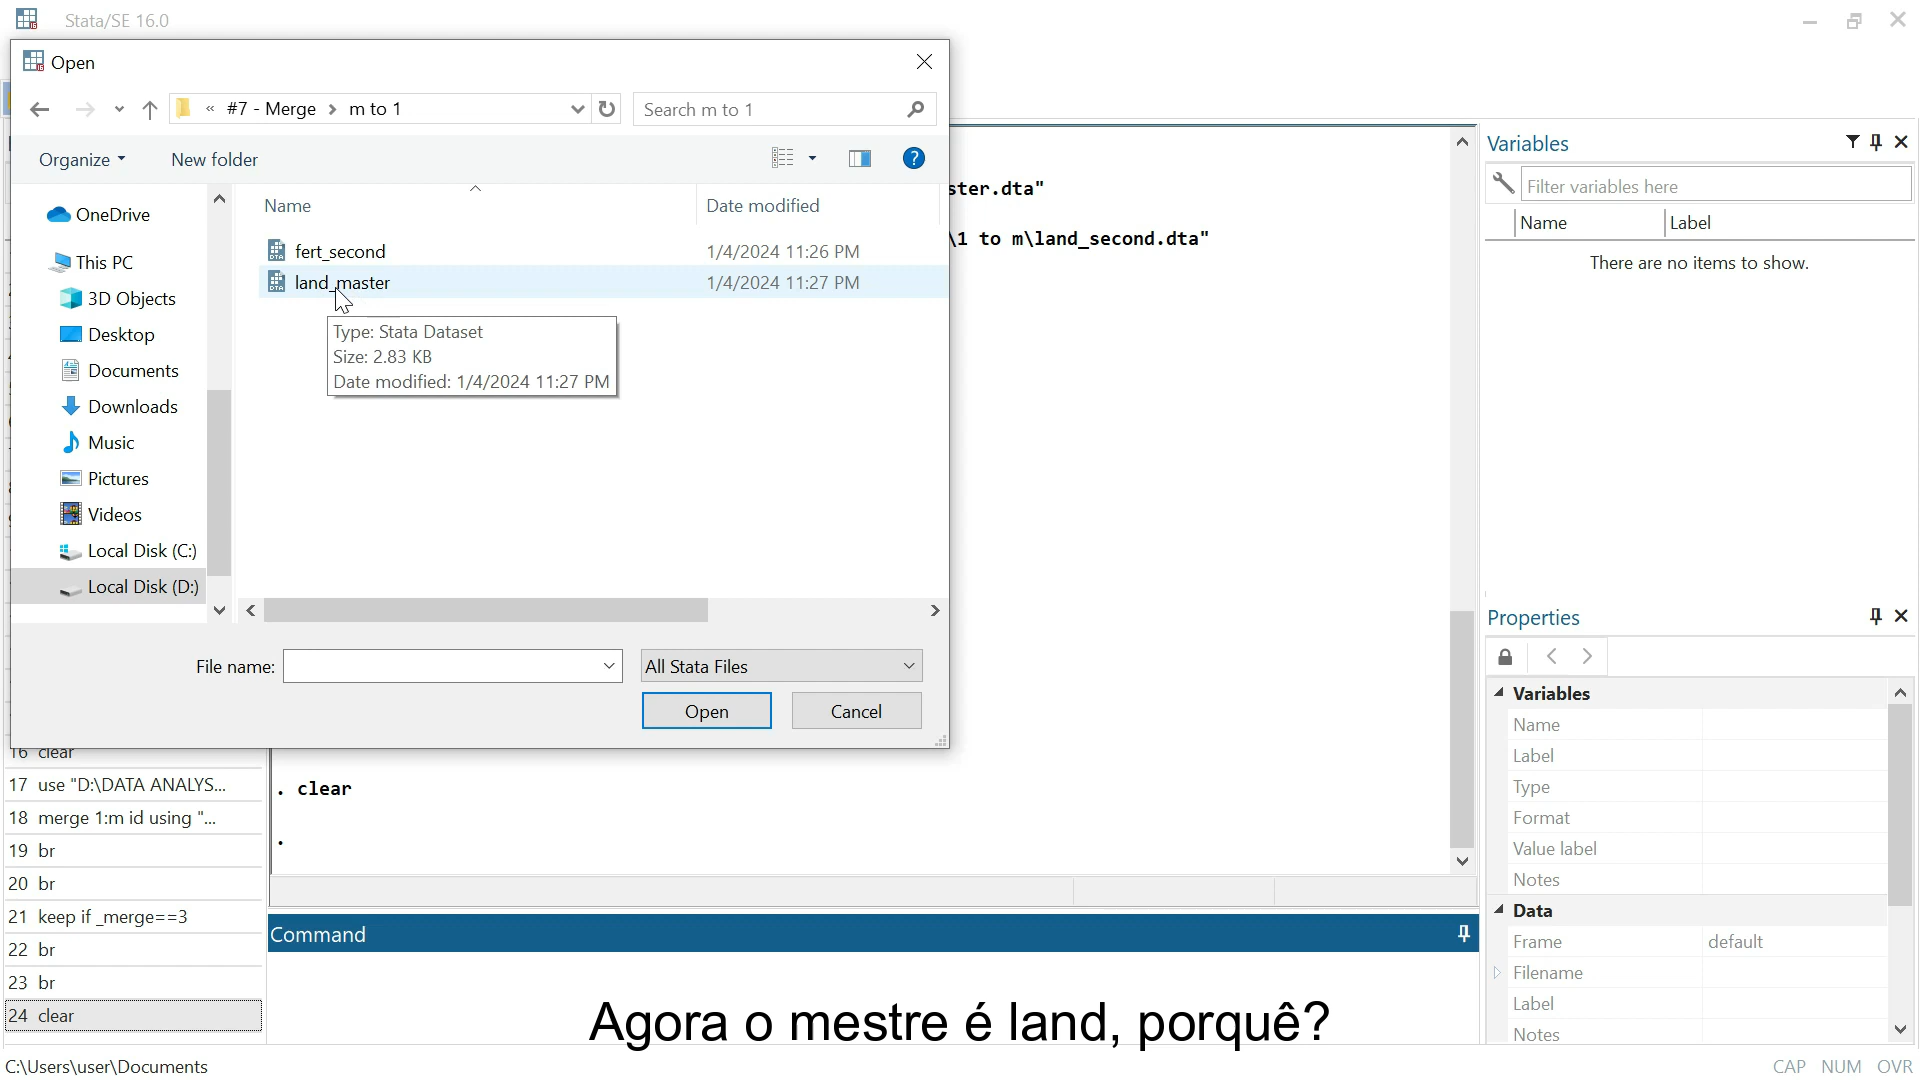 Stata/SE 16.0
Open
« #7 - Merge > m to 1
Search m to 1
Organize
New folder
Name
Date modified
OneDrive
This PC
3D Objects
Desktop
Documents
Downloads
Music
Pictures
Videos
Local Disk (C:)
Local Disk (D:)
fert_second 1/4/2024 11:26 PM
land_master 1/4/2024 11:27 PM
Type: Stata Dataset
Size: 2.83 KB
Date modified: 1/4/2024 11:27 PM
File name:
All Stata Files
Open
Cancel
ster.dta"
\1 to m\land_second.dta"
16 clear
17 use "D:\DATA ANALYS...
18 merge 1:m id using "...
19 br
20 br
21 keep if _merge==3
22 br
23 br
24 clear
. clear
.
Command
Variables
Filter variables here
Name Label
There are no items to show.
Properties
Variables
Name
Label
Type
Format
Value label
Notes
Data
Frame default
Filename
Label
Notes
Agora o mestre é land, porquê?
C:\Users\user\Documents
CAP NUM OVR